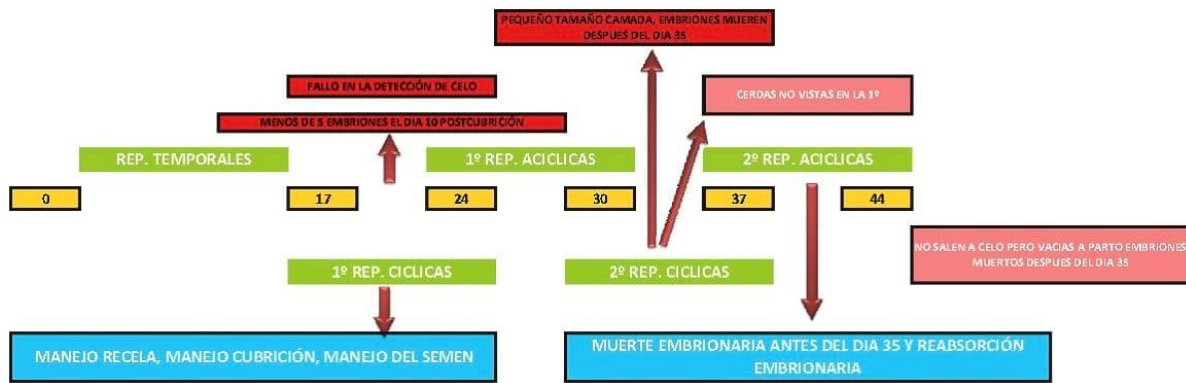 PEQUEÑO TAMAÑO CAMADA, EMBRIONES MUEREN
DESPUES DEL DIA 35
FALLO EN LA DETECCIÓN DE CELO
CERDAS NO VISTAS EN LA 1º
MENOS DE 5 EMBRIONES EL DIA 10 POSTCUBRICIÓN
REP. TEMPORALES
1º REP. ACICLICAS
2º REP. ACICLICAS
0
17
24
30
37
44
NO SALEN A CELO PERO VACIAS A PARTO EMBRIONES
MUERTOS DESPUES DEL DIA 35
1º REP. CICLICAS
2º REP. CICLICAS
MANEJO RECELA, MANEJO CUBRICIÓN, MANEJO DEL SEMEN
MUERTE EMBRIONARIA ANTES DEL DIA 35 Y REABSORCIÓN
EMBRIONARIA